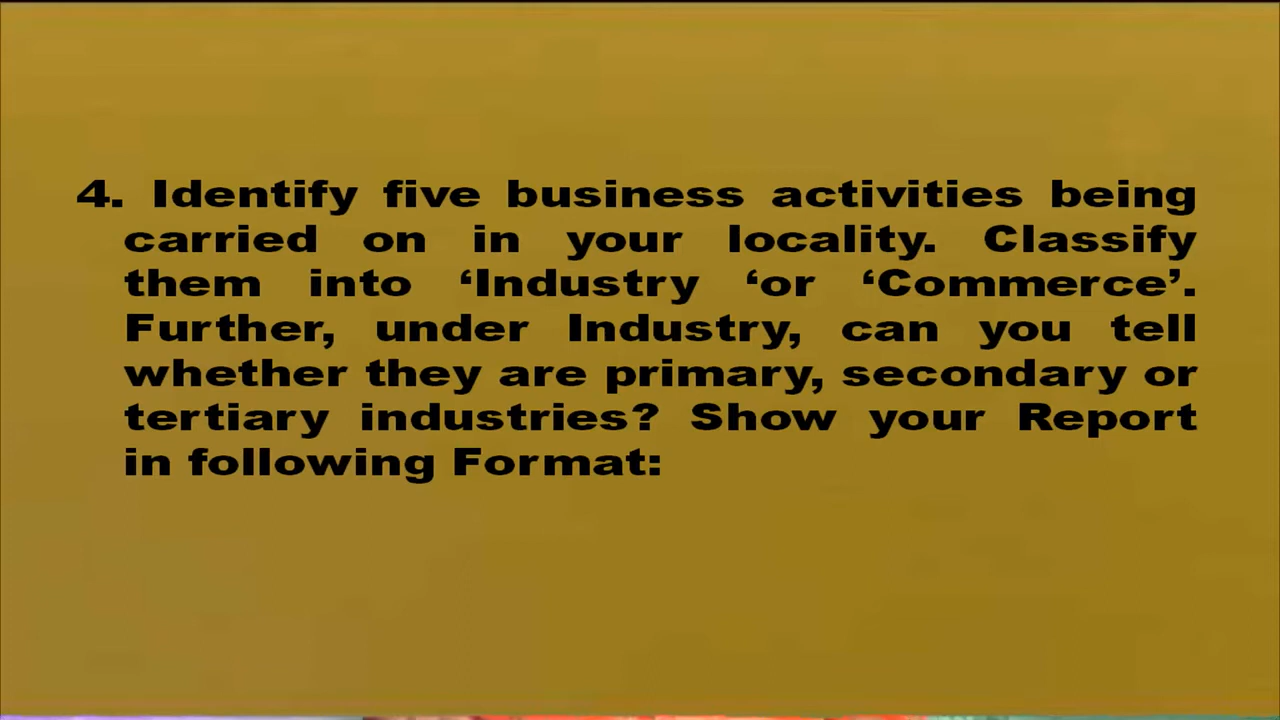 4. Identify five business activities being
carried on in your locality. Classify
them into ‘Industry ‘or ‘Commerce’.
Further, under Industry, can you tell
whether they are primary, secondary or
tertiary industries? Show your Report
in following Format: